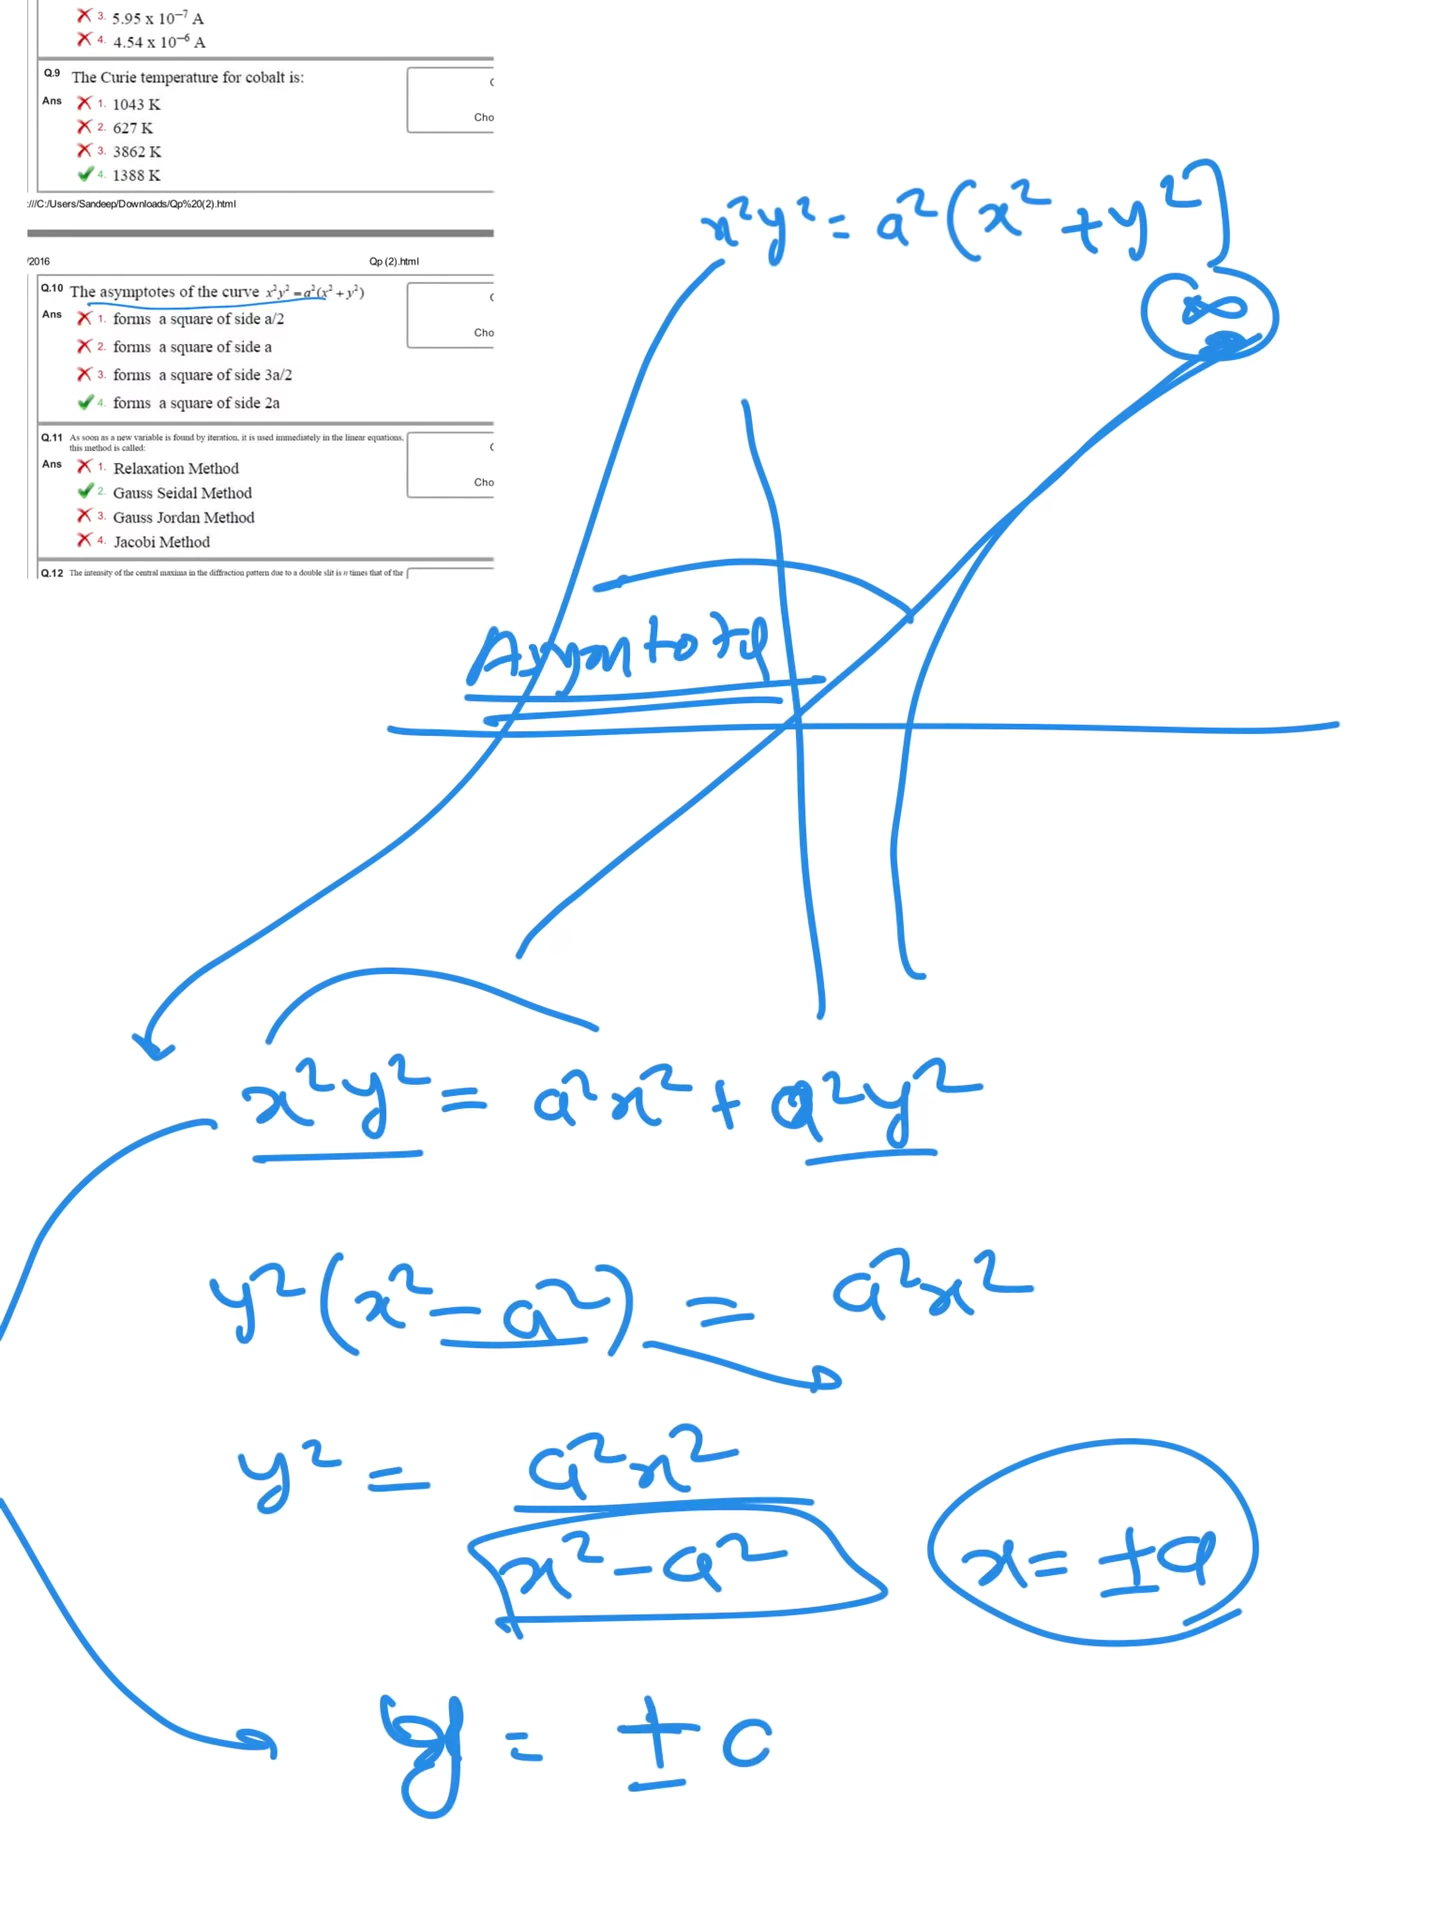 3. 5.95 x 10⁻⁷ A
4. 4.54 x 10⁻⁶ A
Q.9 The Curie temperature for cobalt is:
Ans 1. 1043 K
Cho
2. 627 K
3. 3862 K
4. 1388 K
:///C:/Users/Sandeep/Downloads/Qp%20(2).html
/2016 Qp (2).html
Q.10 The asymptotes of the curve x²y² = a²(x² + y²)
Ans 1. forms a square of side a/2
Cho
2. forms a square of side a
3. forms a square of side 3a/2
4. forms a square of side 2a
Q.11 As soon as a new variable is found by iteration, it is used immediately in the linear equations, this method is called:
Ans 1. Relaxation Method
Cho
2. Gauss Seidal Method
3. Gauss Jordan Method
4. Jacobi Method
Q.12 The intensity of the central maxima in the diffraction pattern due to a double slit is n times that of the
x²y² = a²(x² + y²]
∞
x²y² = a²x² + a²y²
y²(x² - a²) = a²x²
y² = a²x²
x² - a²
x = ±a
y = ± c